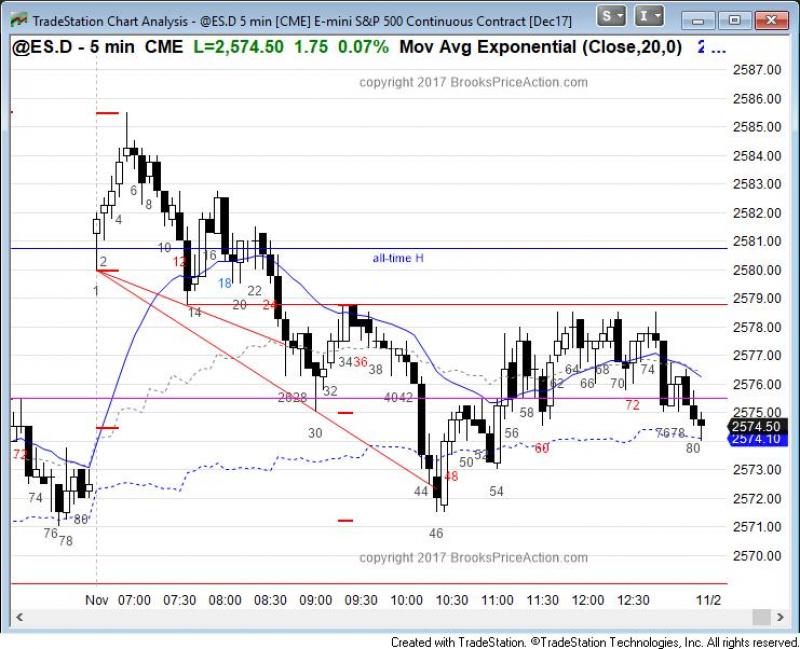 TradeStation Chart Analysis - @ES.D 5 min [CME] E-mini S&P 500 Continuous Contract [Dec17]
S I
@ES.D - 5 min CME L=2,574.50 1.75 0.07% Mov Avg Exponential (Close,20,0) 2 ...
copyright 2017 BrooksPriceAction.com
2587.00
2586.00
2585.00
2584.00
2583.00
2582.00
2581.00
2580.00
2579.00
2578.00
2577.00
2576.00
2575.00
2574.50
2574.10
2573.00
2572.00
2571.00
2570.00
all-time H
72 74 76 78 80
1 2 4 6 8 10 12 14 16 18 20 22 24 26 28 30 32 34 36 38 40 42 44 46 48 50 52 54 56 58 60 62 64 66 68 70 72 74 76 78 80
copyright 2017 BrooksPriceAction.com
Nov 07:00 07:30 08:00 08:30 09:00 09:30 10:00 10:30 11:00 11:30 12:00 12:30 11/2
Created with TradeStation. ©TradeStation Technologies, Inc. All rights reserved.